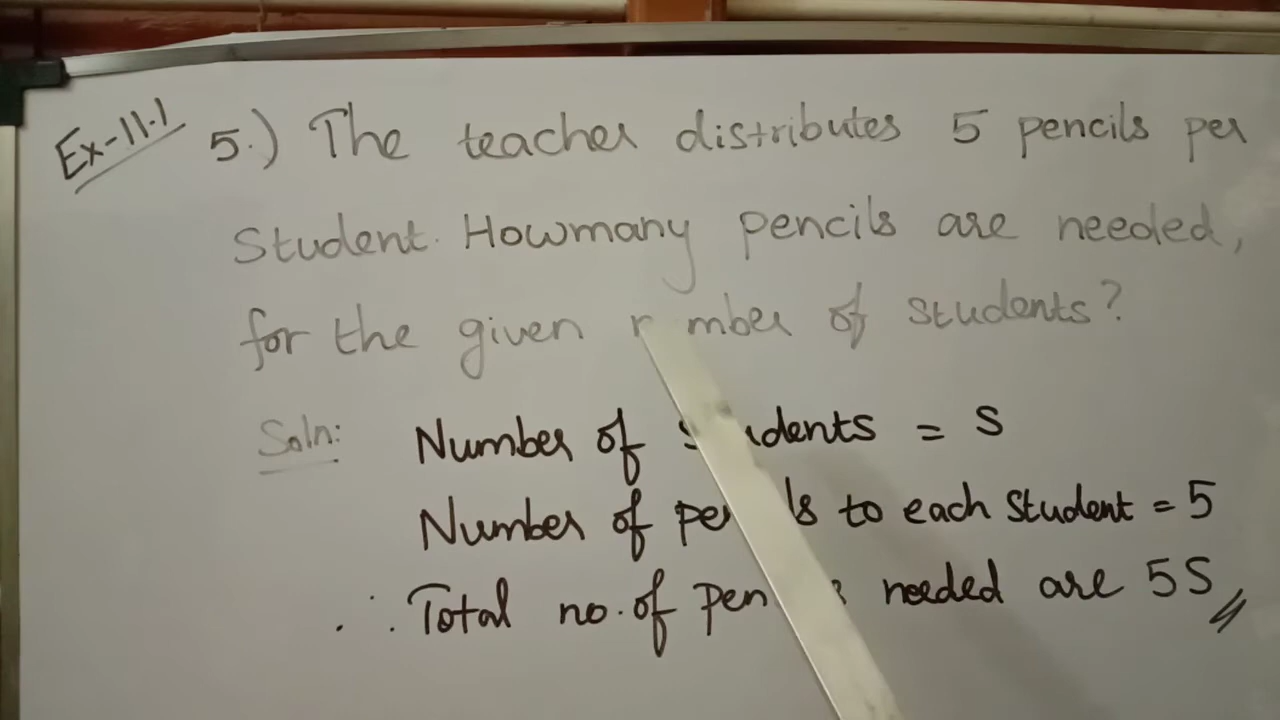 Ex-11.1
5.) The teacher distributes 5 pencils per
Student. Howmany pencils are needed,
for the given mber of students?
Soln: Number of dents = S
Number of pe ls to each student = 5
∴ Total no. of Pen needed are 5S